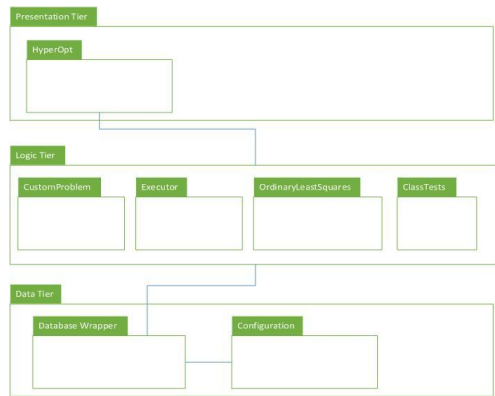 Presentation Tier
HyperOpt
Logic Tier
CustomProblem
Executor
OrdinaryLeastSquares
ClassTests
Data Tier
Database Wrapper
Configuration